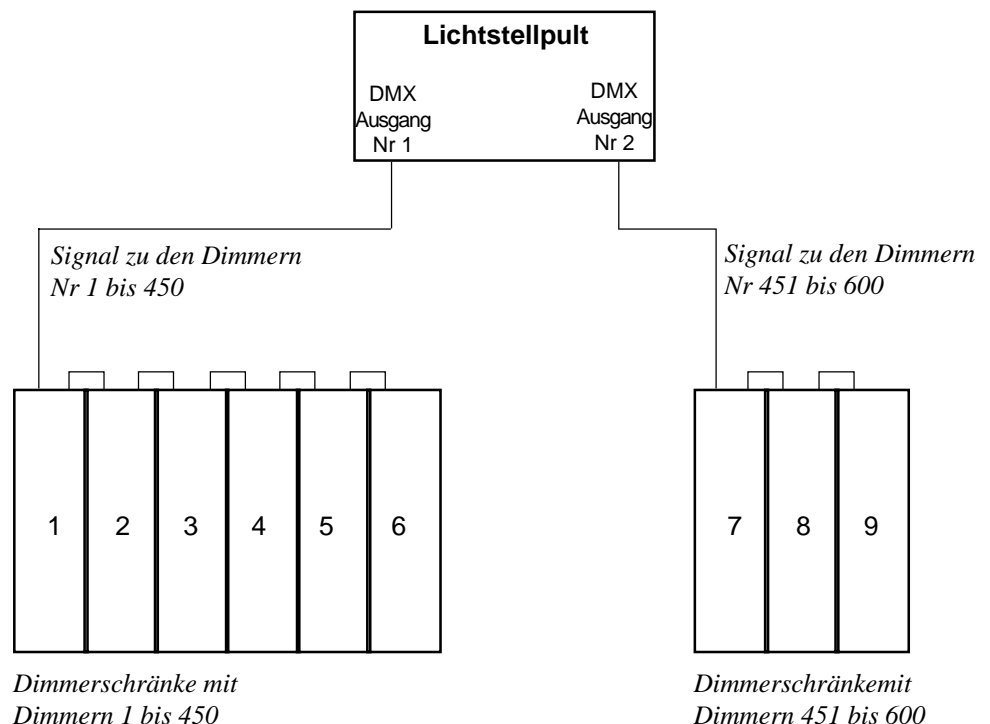 Lichtstellpult
DMX
Ausgang
Nr 1
DMX
Ausgang
Nr 2
Signal zu den Dimmern
Nr 1 bis 450
Signal zu den Dimmern
Nr 451 bis 600
1 2 3 4 5 6
7 8 9
Dimmerschränke mit
Dimmern 1 bis 450
Dimmerschränkemit
Dimmern 451 bis 600